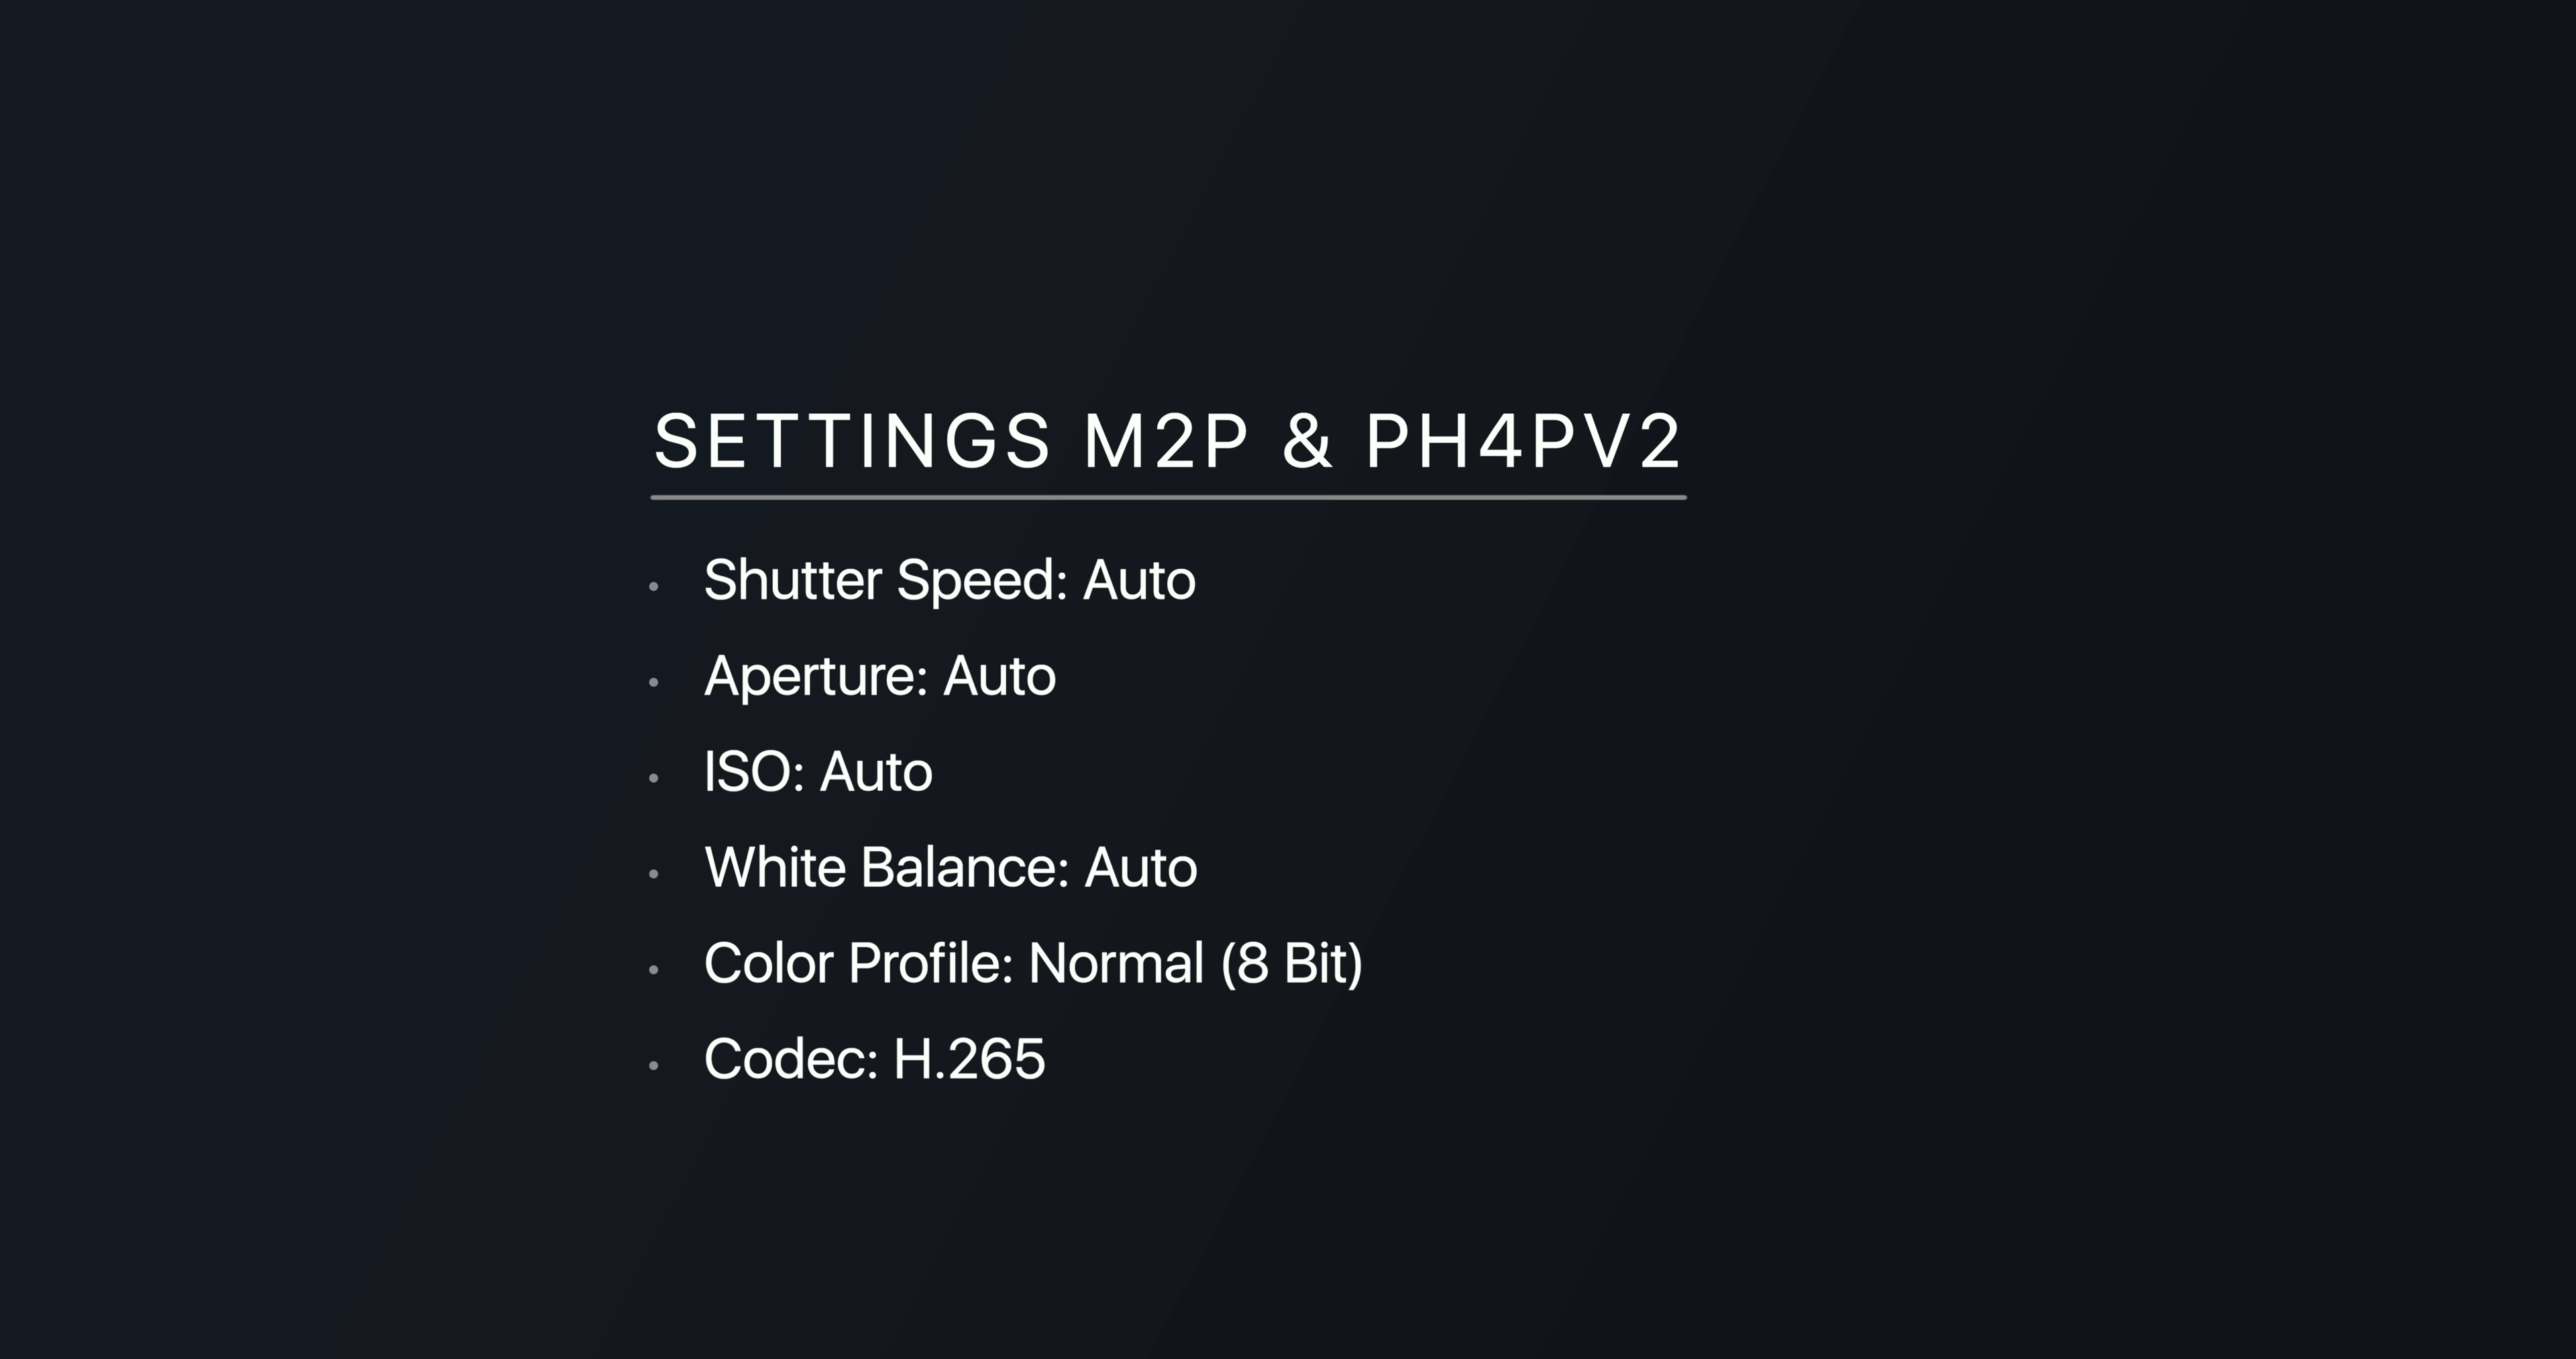 SETTINGS M2P & PH4PV2
• Shutter Speed: Auto
• Aperture: Auto
• ISO: Auto
• White Balance: Auto
• Color Profile: Normal (8 Bit)
• Codec: H.265